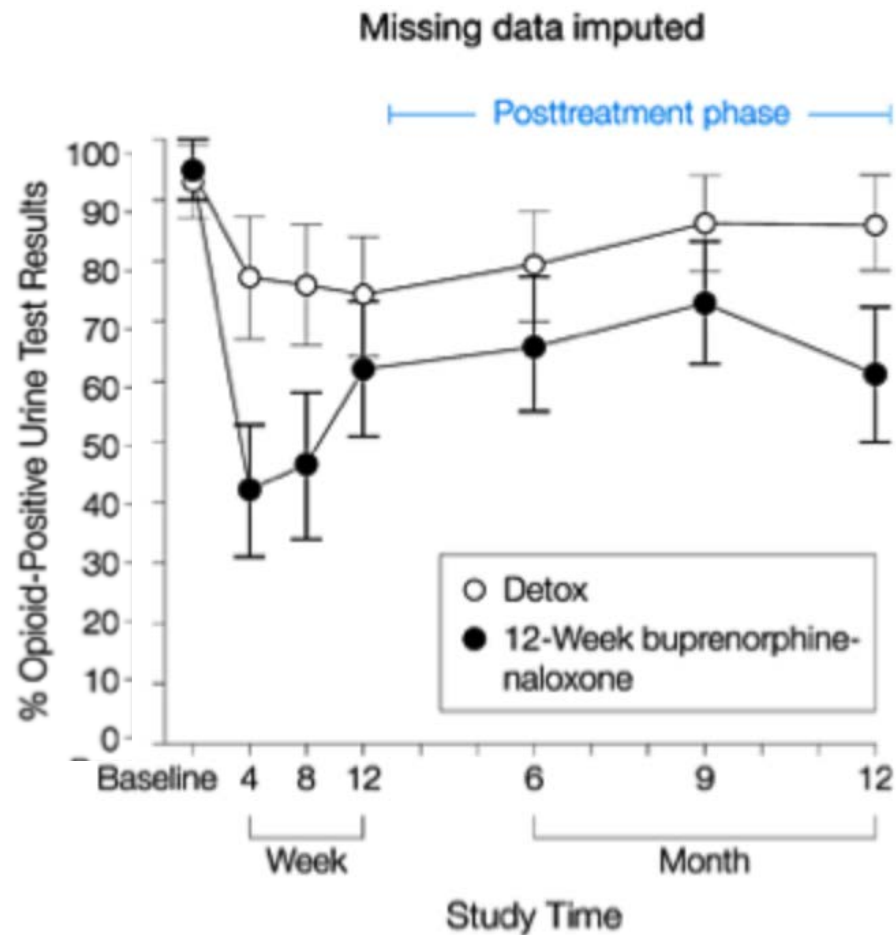 Missing data imputed
Posttreatment phase
% Opioid-Positive Urine Test Results
100
90
80
70
60
50
40
30
20
10
0
Detox
12-Week buprenorphine-
naloxone
Baseline 4 8 12 6 9 12
Week Month
Study Time